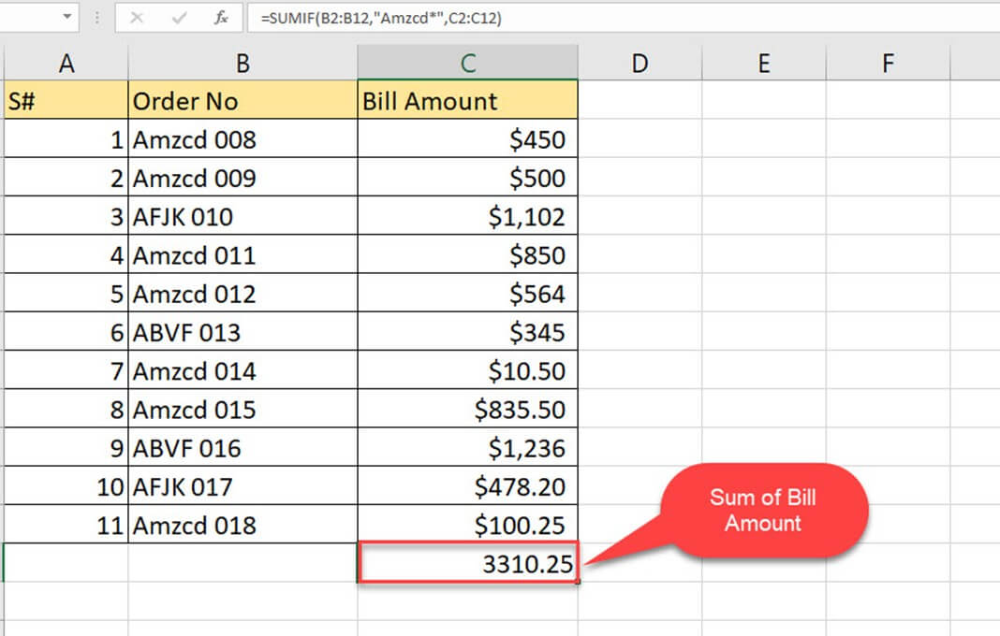 fx =SUMIF(B2:B12,"Amzcd*",C2:C12)
A B C D E F
S# Order No Bill Amount
1 Amzcd 008 $450
2 Amzcd 009 $500
3 AFJK 010 $1,102
4 Amzcd 011 $850
5 Amzcd 012 $564
6 ABVF 013 $345
7 Amzcd 014 $10.50
8 Amzcd 015 $835.50
9 ABVF 016 $1,236
10 AFJK 017 $478.20
11 Amzcd 018 $100.25
3310.25
Sum of Bill
Amount